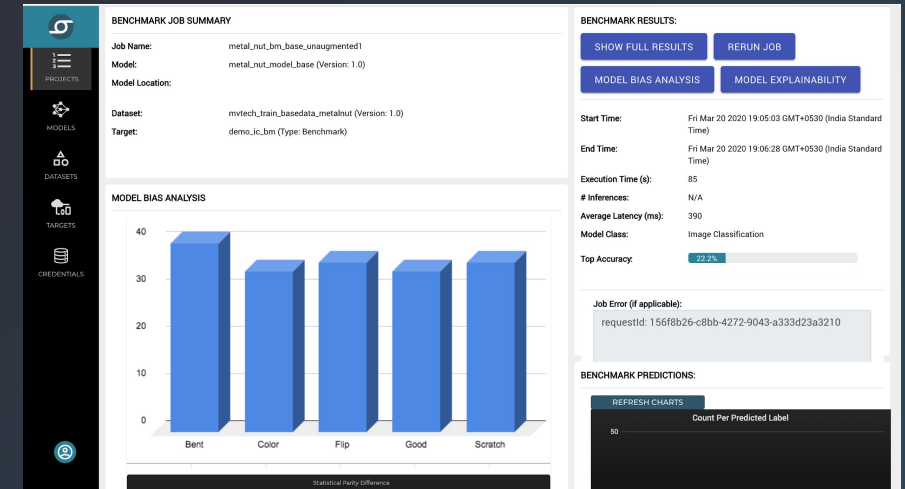 PROJECTS
MODELS
DATASETS
TARGETS
CREDENTIALS
BENCHMARK JOB SUMMARY
Job Name: metal_nut_bm_base_unaugmented1
Model: metal_nut_model_base (Version: 1.0)
Model Location:
Dataset: mvtech_train_basedata_metalnut (Version: 1.0)
Target: demo_ic_bm (Type: Benchmark)
MODEL BIAS ANALYSIS
40
30
20
10
0
Bent Color Flip Good Scratch
Statistical Parity Difference
BENCHMARK RESULTS:
SHOW FULL RESULTS RERUN JOB
MODEL BIAS ANALYSIS MODEL EXPLAINABILITY
Start Time: Fri Mar 20 2020 19:05:03 GMT+0530 (India Standard
Time)
End Time: Fri Mar 20 2020 19:06:28 GMT+0530 (India Standard
Time)
Execution Time (s): 85
# Inferences: N/A
Average Latency (ms): 390
Model Class: Image Classification
Top Accuracy: 22.2%
Job Error (if applicable):
requestId: 156f8b26-c8bb-4272-9043-a333d23a3210
BENCHMARK PREDICTIONS:
REFRESH CHARTS
Count Per Predicted Label
50